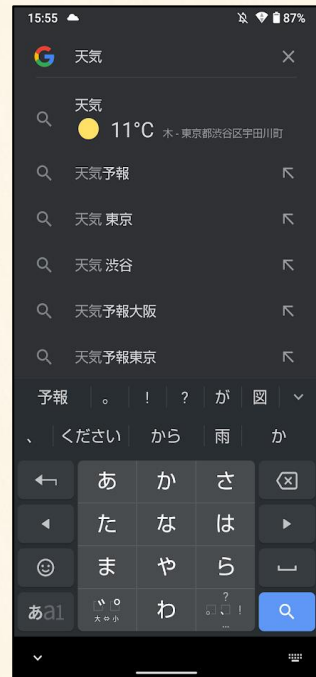 15:55 87%
天気
天気
11°C 木 - 東京都渋谷区宇田川町
天気予報
天気 東京
天気 渋谷
天気予報大阪
天気予報東京
予報 。 ! ? が 図
、 ください から 雨 か
あ か さ
た な は
ま や ら
あa1 大⇔小 わ 、。?!…